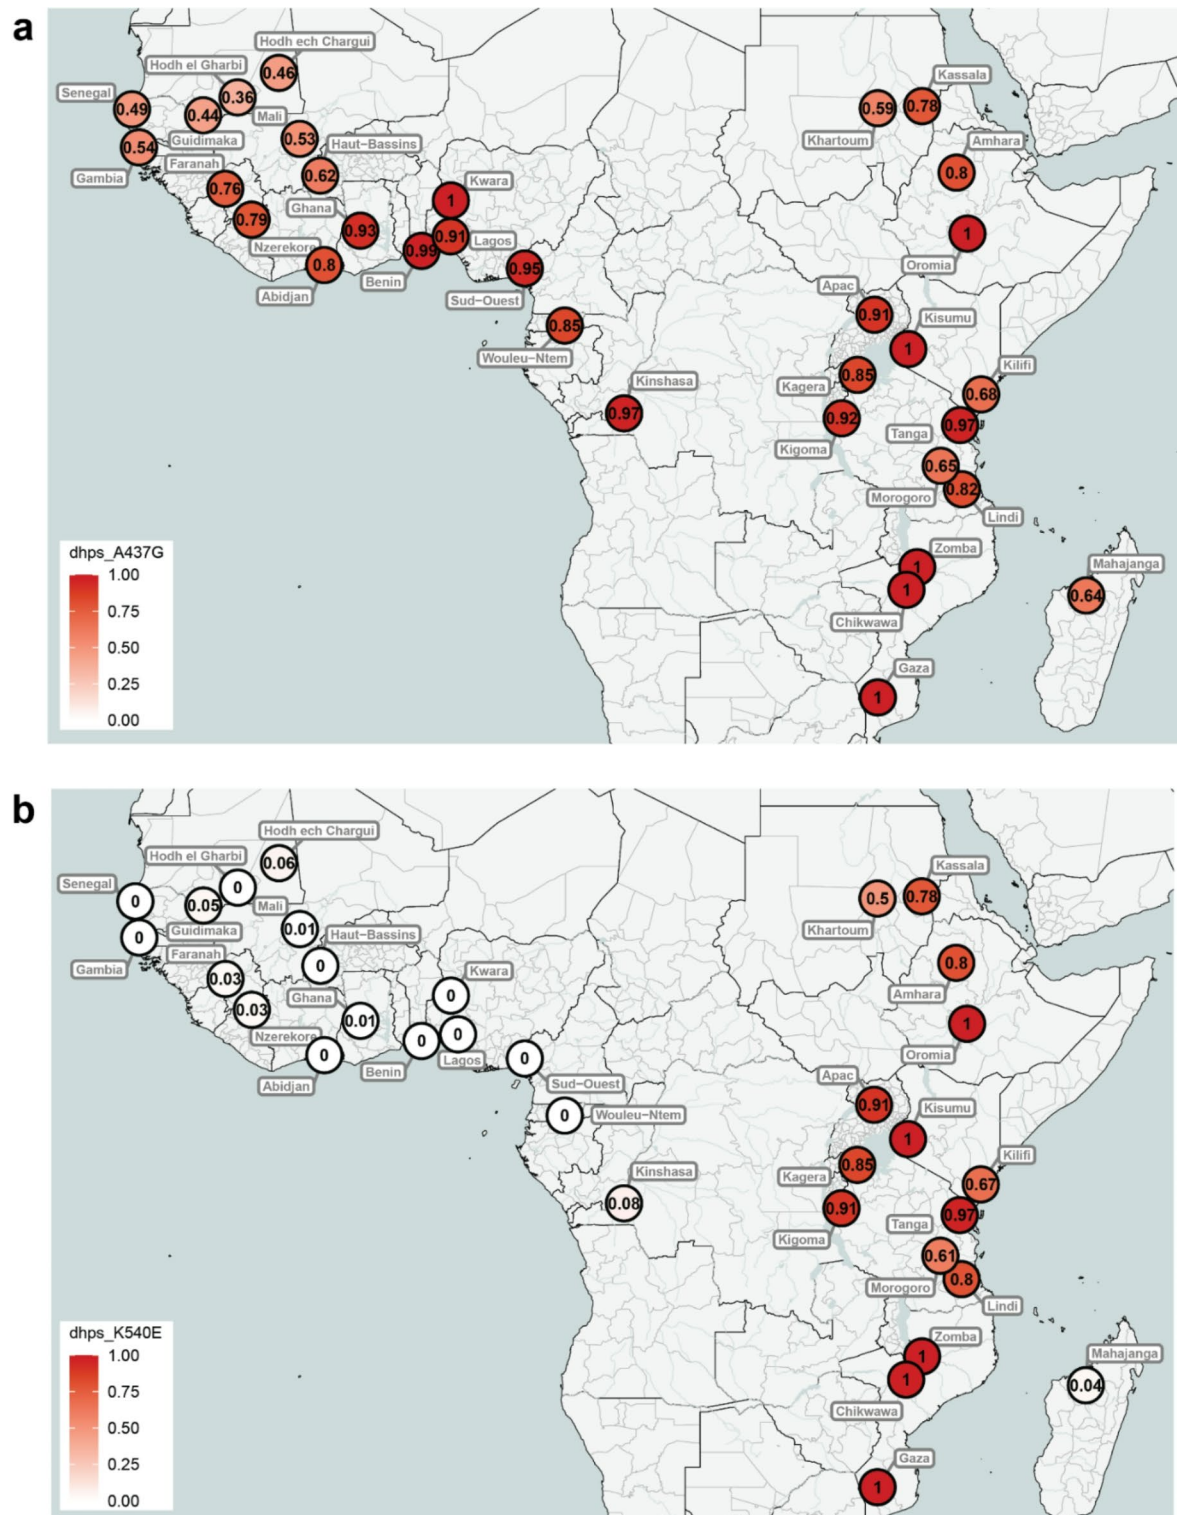 a
Hodh ech Chargui
Hodh el Gharbi
0.46
Kassala
Senegal
0.36
0.49
0.44
Mali
0.59
0.78
Guidimaka
0.53
Haut−Bassins
Khartoum
Amhara
0.54
Faranah
Gambia
0.62
0.8
0.76
Kwara
Ghana
1
0.79
0.93
0.91
1
Nzerekore
0.99
Lagos
0.8
0.95
Oromia
Abidjan
Benin
Sud−Ouest
Apac
0.91
Kisumu
0.85
1
Wouleu−Ntem
Kilifi
Kinshasa
Kagera
0.85
0.68
0.97
0.92
Tanga
0.97
Kigoma
0.65
Morogoro
0.82
Lindi
dhps_A437G
1.00
0.75
0.50
0.25
0.00
Zomba
1
Mahajanga
1
0.64
Chikwawa
Gaza
1
b
Hodh ech Chargui
Hodh el Gharbi
0.06
Kassala
Senegal
0
0
0.05
Mali
0.5
0.78
Guidimaka
0.01
Haut−Bassins
Khartoum
0
Faranah
Gambia
0
0.8
0.03
Kwara
Amhara
Ghana
0
0.03
0.01
1
Nzerekore
0
0
0
Lagos
0
Oromia
Abidjan
Benin
Sud−Ouest
Apac
0.91
Kisumu
0
Wouleu−Ntem
1
Kilifi
Kinshasa
Kagera
0.85
0.67
0.08
0.91
Tanga
0.97
Kigoma
0.61
Morogoro
0.8
Lindi
dhps_K540E
1.00
0.75
0.50
0.25
0.00
Zomba
1
Mahajanga
1
0.04
Chikwawa
Gaza
1